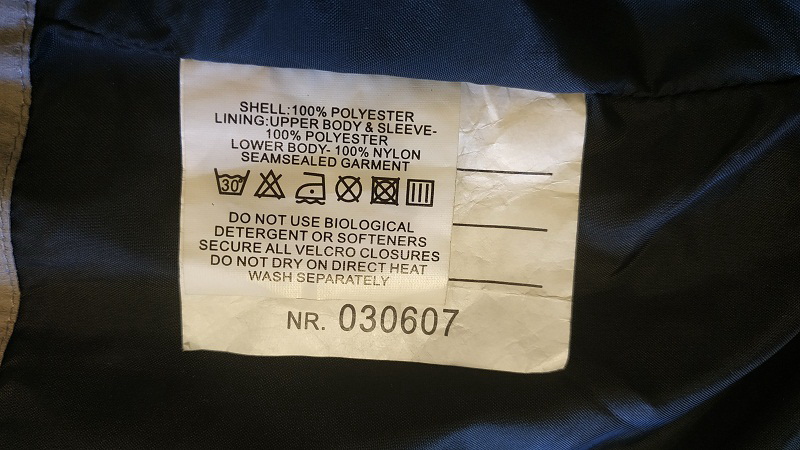 SHELL:100% POLYESTER
LINING:UPPER BODY & SLEEVE-
100% POLYESTER
LOWER BODY- 100% NYLON
SEAMSEALED GARMENT
30°
DO NOT USE BIOLOGICAL
DETERGENT OR SOFTENERS
SECURE ALL VELCRO CLOSURES
DO NOT DRY ON DIRECT HEAT
WASH SEPARATELY
NR. 030607